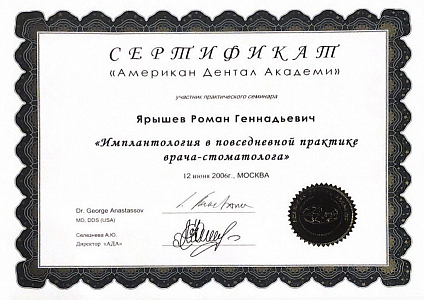 СЕРТИФИКАТ
«Американ Дентал Академи»
участник практического семинара
Ярышев Роман Геннадьевич
«Имплантология в повседневной практике
врача-стоматолога»
12 июня 2006г., МОСКВА
Dr. George Anastassov
MD, DDS (USA)
Селезнева А.Ю.
Директор «АДА»